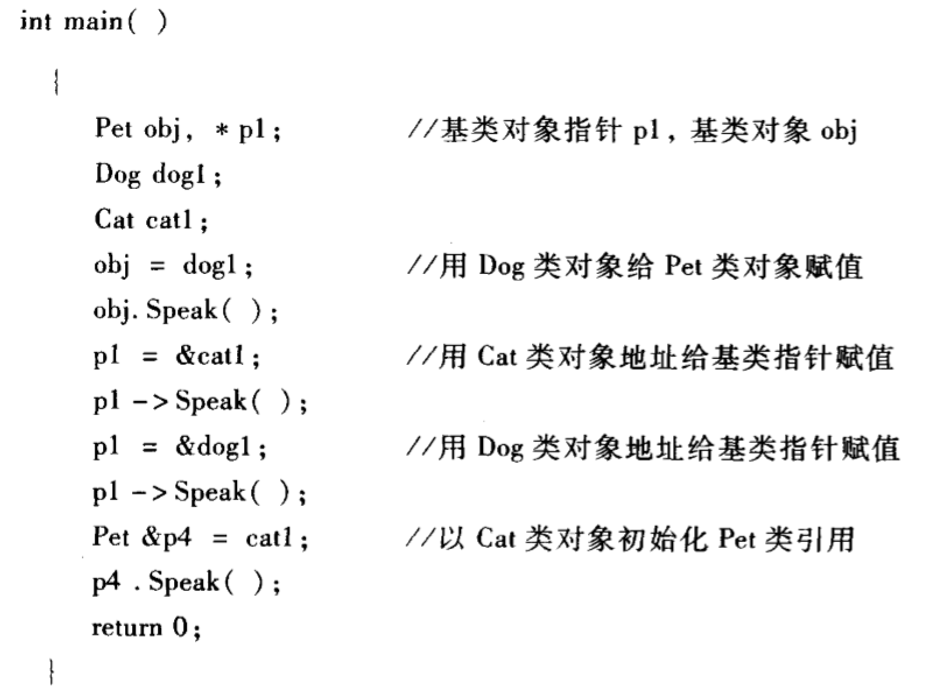 int main( )
{
Pet obj, * p1; //基类对象指针 p1, 基类对象 obj
Dog dog1;
Cat cat1;
obj = dog1; //用 Dog 类对象给 Pet 类对象赋值
obj. Speak( );
p1 = &cat1; //用 Cat 类对象地址给基类指针赋值
p1 -> Speak( );
p1 = &dog1; //用 Dog 类对象地址给基类指针赋值
p1 -> Speak( );
Pet &p4 = cat1; //以 Cat 类对象初始化 Pet 类引用
p4 . Speak( );
return 0;
}